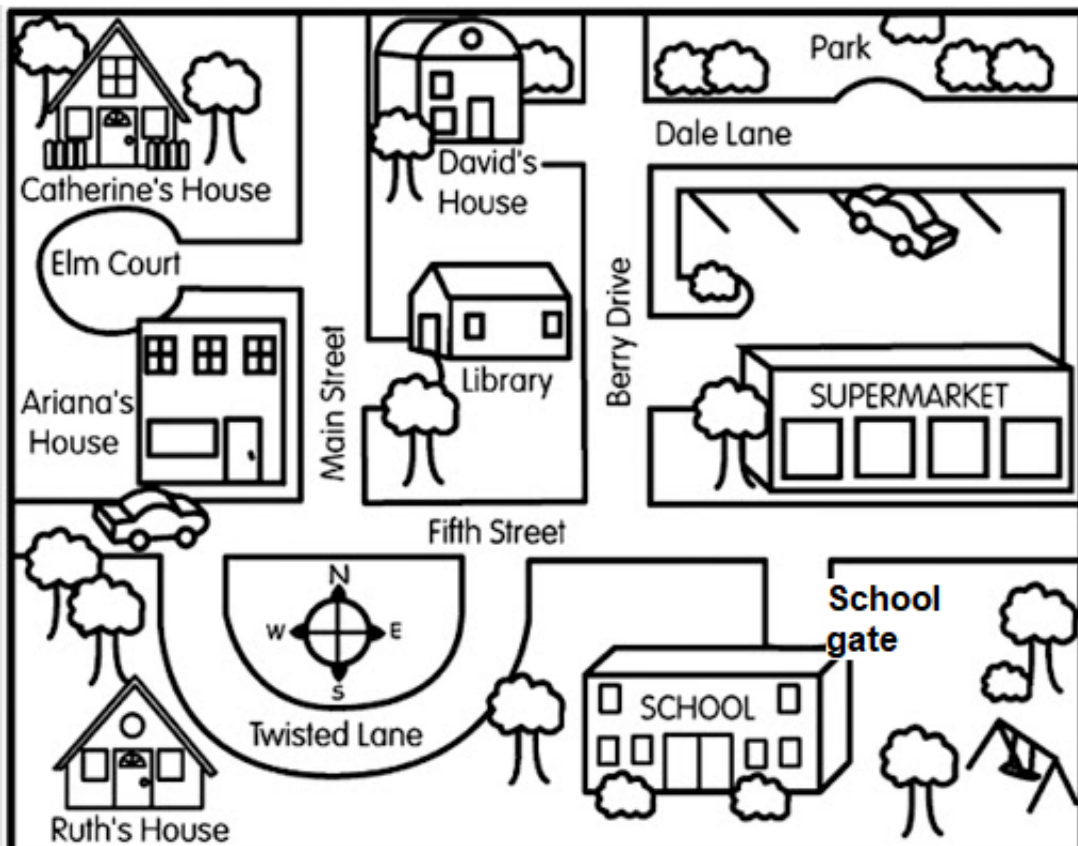 Park
Dale Lane
David's
House
Catherine's House
Elm Court
Berry Drive
Main Street
Library
SUPERMARKET
Ariana's
House
Fifth Street
N
W
E
S
School
gate
SCHOOL
Twisted Lane
Ruth's House